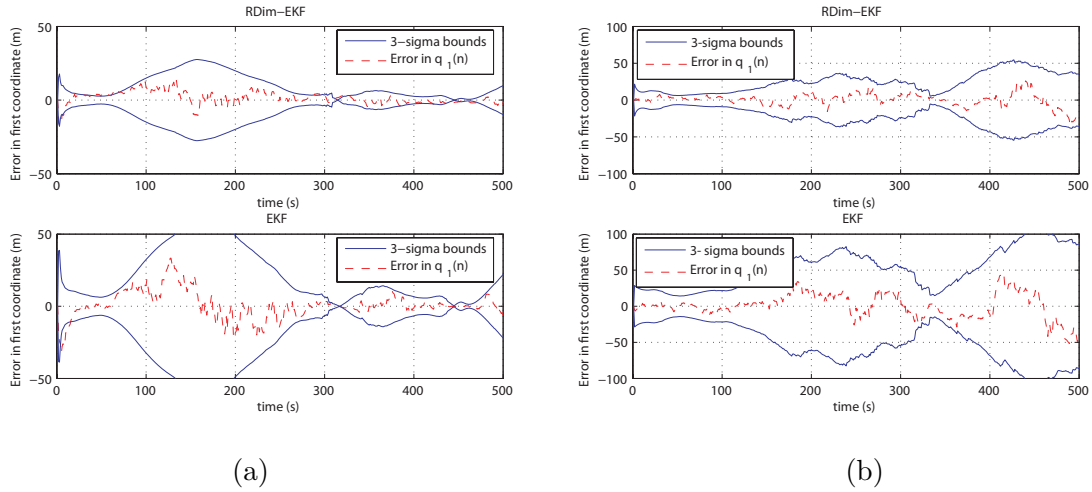 RDim−EKF
Error in first coordinate (m)
50
0
−50
3−sigma bounds
Error in q 1(n)
0 100 200 300 400 500
time (s)
EKF
Error in first coordinate (m)
50
0
−50
3−sigma bounds
Error in q 1(n)
0 100 200 300 400 500
time (s)
(a)
RDim−EKF
Error in first coordinate (m)
100
50
0
−50
−100
3-sigma bounds
Error in q 1(n)
0 100 200 300 400 500
time (s)
EKF
Error in first coordinate (m)
100
50
0
−50
−100
3- sigma bounds
Error in q 1(n)
0 100 200 300 400 500
time (s)
(b)